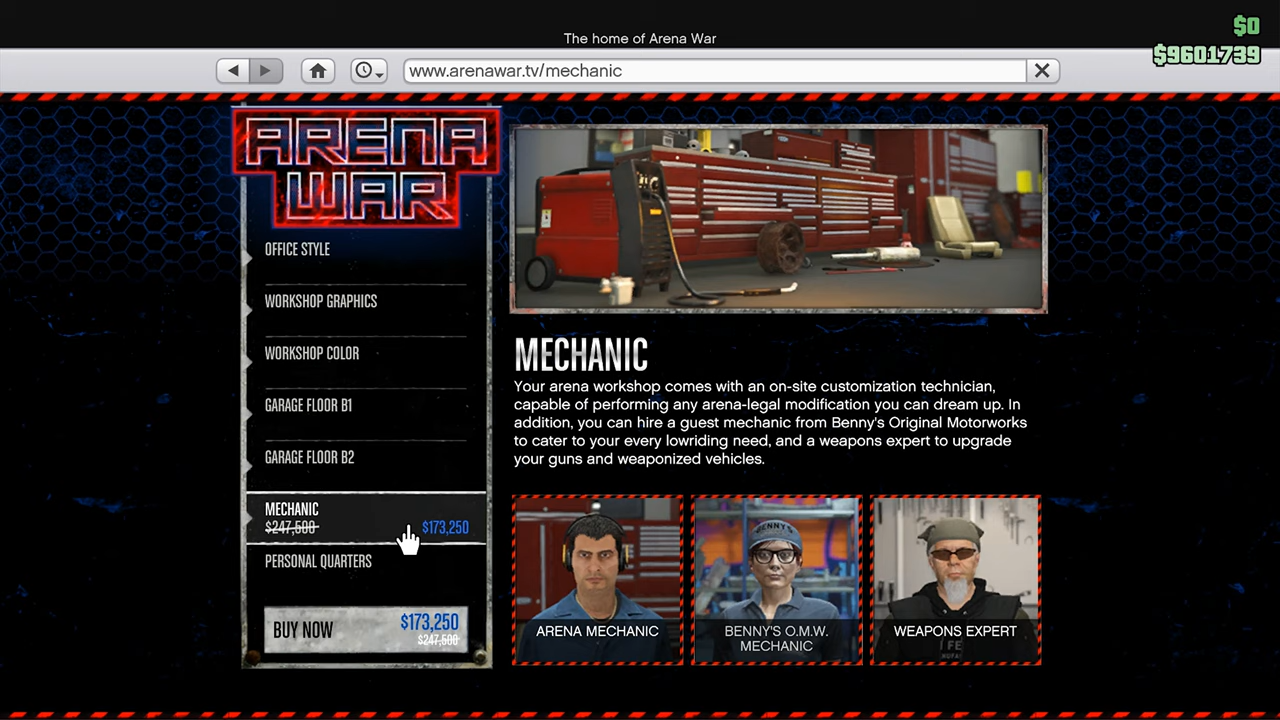 The home of Arena War
$0
$9601739
www.arenawar.tv/mechanic
ARENA
WAR
OFFICE STYLE
WORKSHOP GRAPHICS
WORKSHOP COLOR
GARAGE FLOOR B1
GARAGE FLOOR B2
MECHANIC
$247,500
$173,250
PERSONAL QUARTERS
BUY NOW
$173,250
$247,500
MECHANIC
Your arena workshop comes with an on-site customization technician,
capable of performing any arena-legal modification you can dream up. In
addition, you can hire a guest mechanic from Benny's Original Motorworks
to cater to your every lowriding need, and a weapons expert to upgrade
your guns and weaponized vehicles.
ARENA MECHANIC
BENNY'S
BENNY'S O.M.W.
MECHANIC
WEAPONS EXPERT